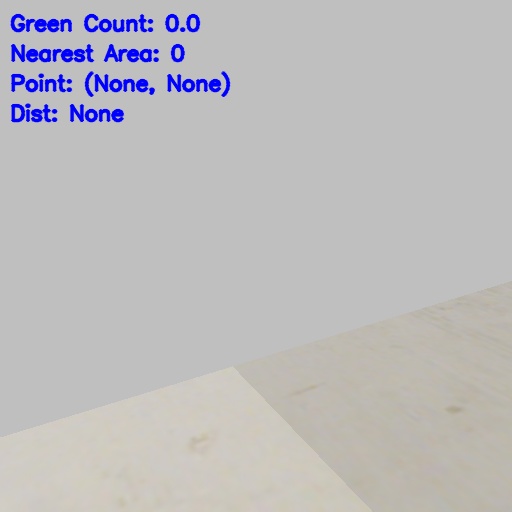 Green Count: 0.0
Nearest Area: 0
Point: (None, None)
Dist: None